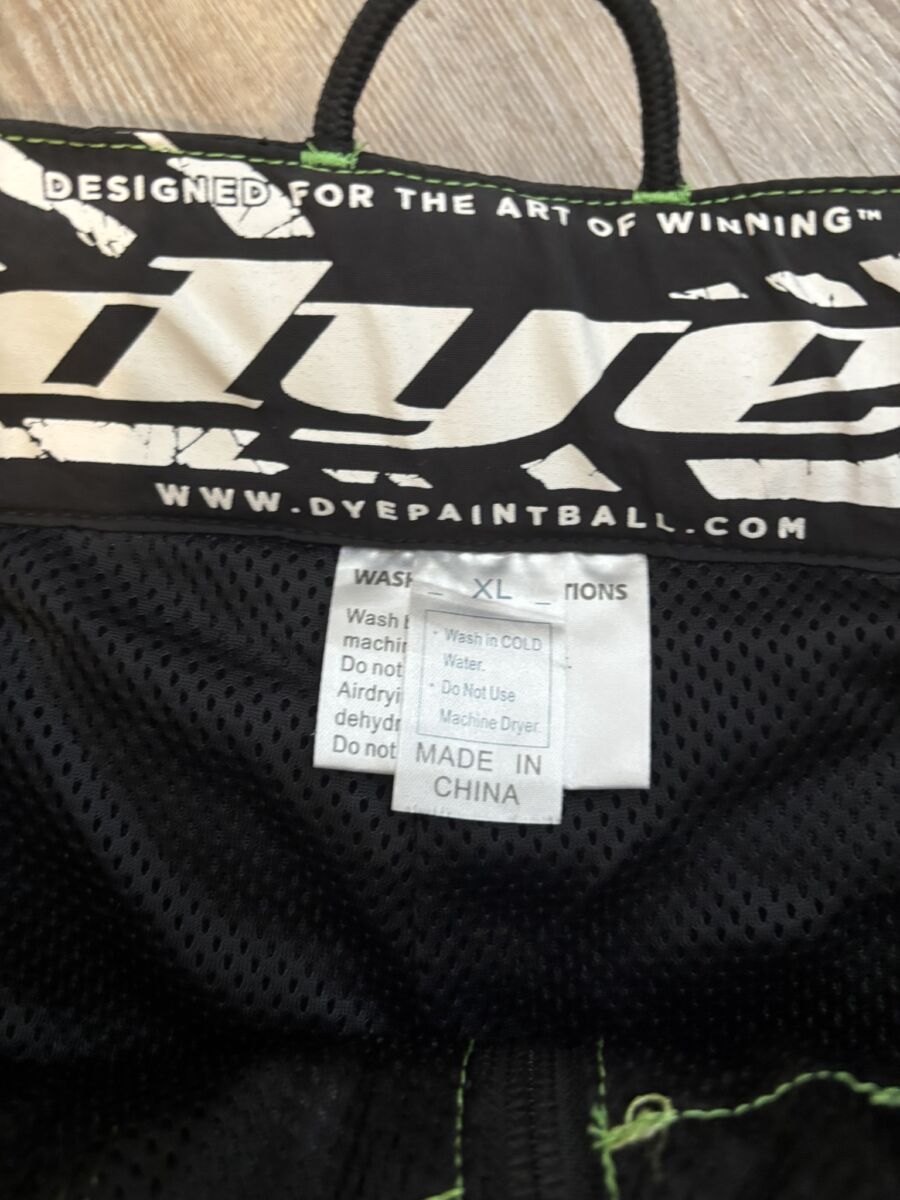 DESIGNED FOR THE ART OF WINNING™
dye
WWW.DYEPAINTBALL.COM
WASH
TIONS
Wash
machin
Do not
Airdryi
dehydr
Do not
XL
• Wash in COLD
Water.
• Do Not Use
Machine Dryer.
MADE IN
CHINA